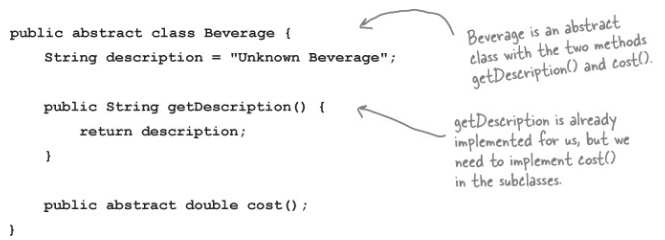 public abstract class Beverage {
String description = "Unknown Beverage";
public String getDescription() {
return description;
}
public abstract double cost();
}
Beverage is an abstract
class with the two methods
getDescription() and cost().
getDescription is already
implemented for us, but we
need to implement cost()
in the subclasses.